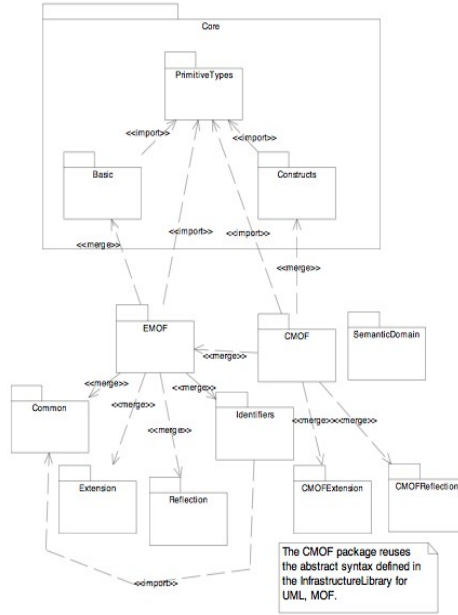 Core
PrimitiveTypes
<<import>>
<<import>>
Basic
Constructs
<<import>>
<<import>>
<<merge>>
<<merge>>
EMOF
CMOF
SemanticDomain
<<merge>>
<<merge>>
<<merge>>
Common
<<merge>>
Identifiers
<<merge>>
<<merge>>
<<merge>>
Extension
Reflection
CMOFExtension
CMOFReflection
<<import>>
The CMOF package reuses
the abstract syntax defined in
the InfrastructureLibrary for
UML, MOF.